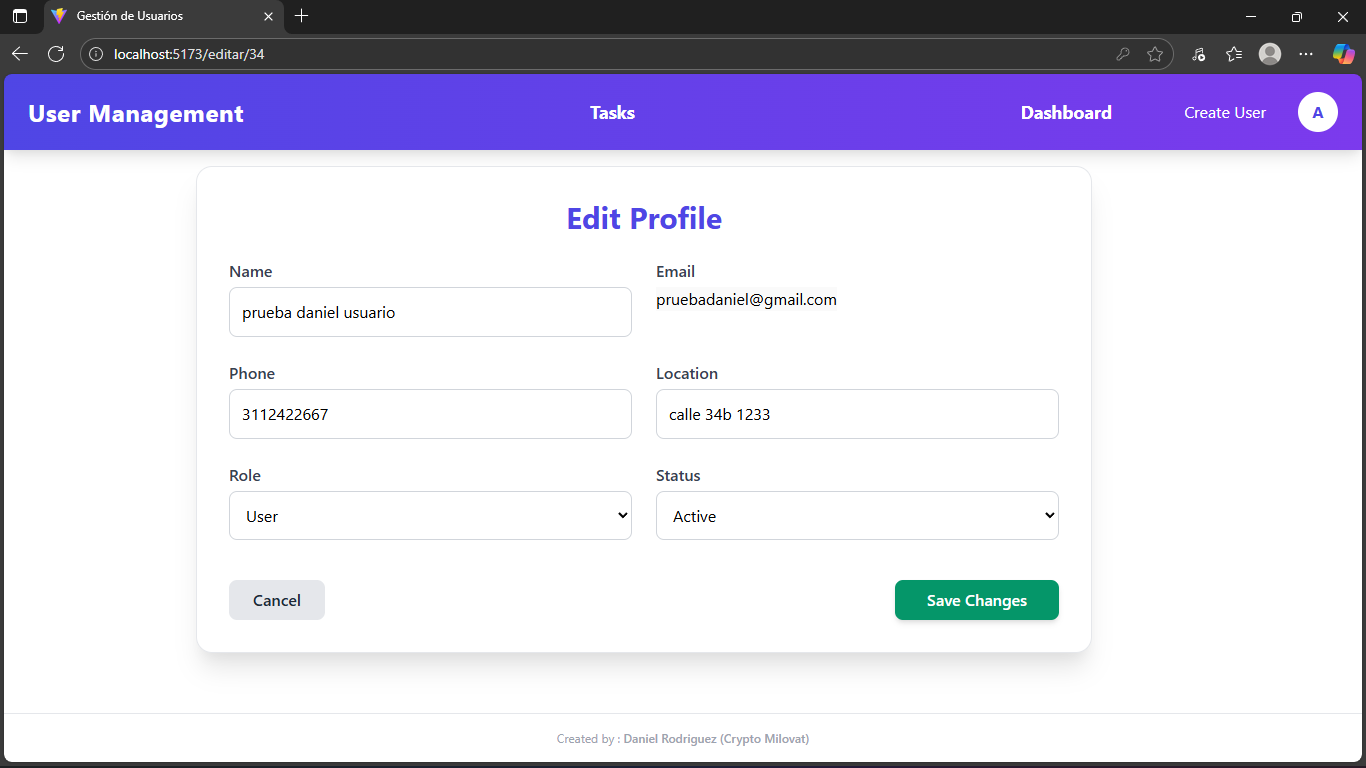 Gestión de Usuarios
localhost:5173/editar/34
User Management Tasks Dashboard Create User A
Edit Profile
Name Email
prueba daniel usuario pruebadaniel@gmail.com
Phone Location
3112422667 calle 34b 1233
Role Status
User Active
Cancel Save Changes
Created by : Daniel Rodriguez (Crypto Milovat)